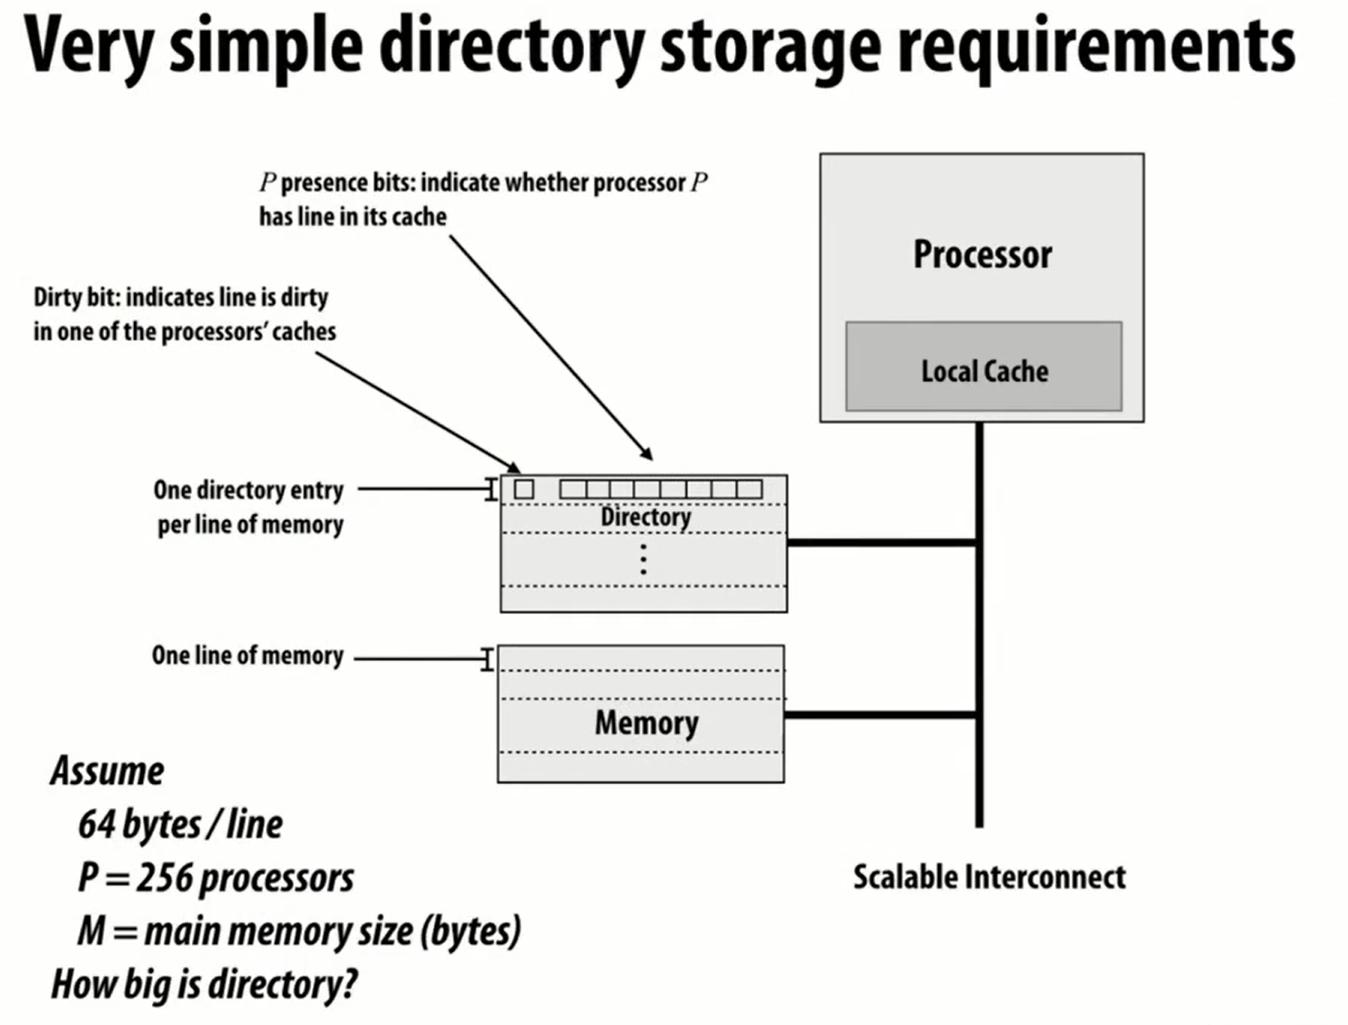 Very simple directory storage requirements
P presence bits: indicate whether processor P
has line in its cache
Processor
Dirty bit: indicates line is dirty
in one of the processors' caches
Local Cache
One directory entry
per line of memory
Directory
One line of memory
Memory
Assume
64 bytes / line
P = 256 processors
M = main memory size (bytes)
How big is directory?
Scalable Interconnect